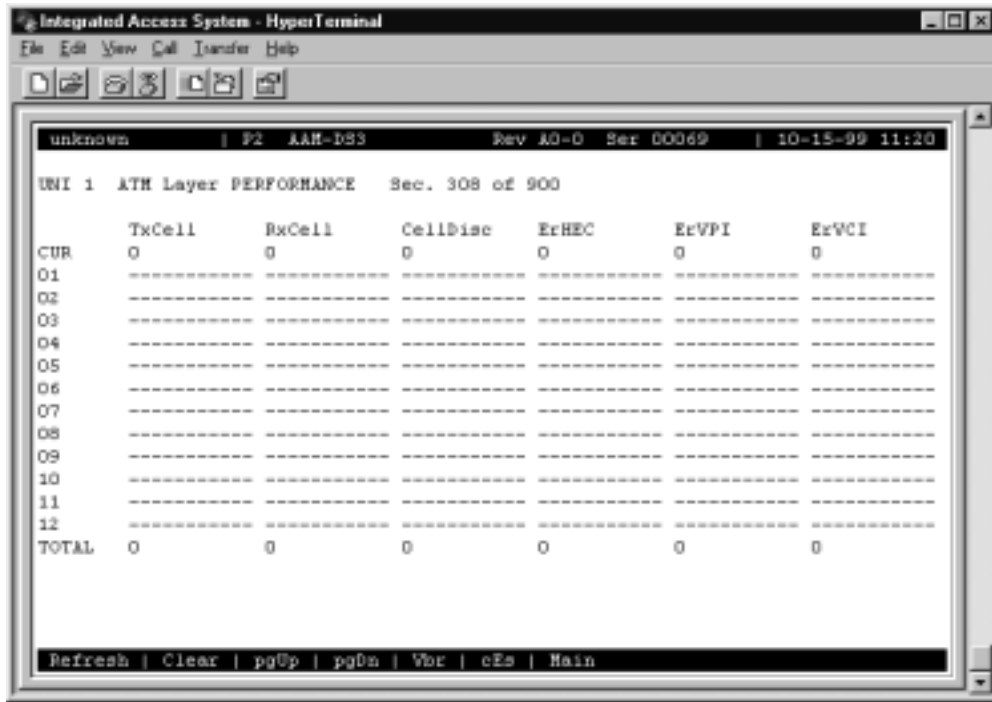 Integrated Access System - HyperTerminal
File Edit View Call Transfer Help
unknown | P2 AAM-DS3 Rev A0-0 Ser 00069 | 10-15-99 11:20
UNI 1 ATM Layer PERFORMANCE Sec. 308 of 900
TxCell RxCell CellDisc ErHEC ErVPI ErVCI
CUR 0 0 0 0 0 0
01 ----------- ----------- ----------- ----------- ----------- -----------
02 ----------- ----------- ----------- ----------- ----------- -----------
03 ----------- ----------- ----------- ----------- ----------- -----------
04 ----------- ----------- ----------- ----------- ----------- -----------
05 ----------- ----------- ----------- ----------- ----------- -----------
06 ----------- ----------- ----------- ----------- ----------- -----------
07 ----------- ----------- ----------- ----------- ----------- -----------
08 ----------- ----------- ----------- ----------- ----------- -----------
09 ----------- ----------- ----------- ----------- ----------- -----------
10 ----------- ----------- ----------- ----------- ----------- -----------
11 ----------- ----------- ----------- ----------- ----------- -----------
12 ----------- ----------- ----------- ----------- ----------- -----------
TOTAL 0 0 0 0 0 0
Refresh | Clear | pgUp | pgDn | Vbr | cEs | Main